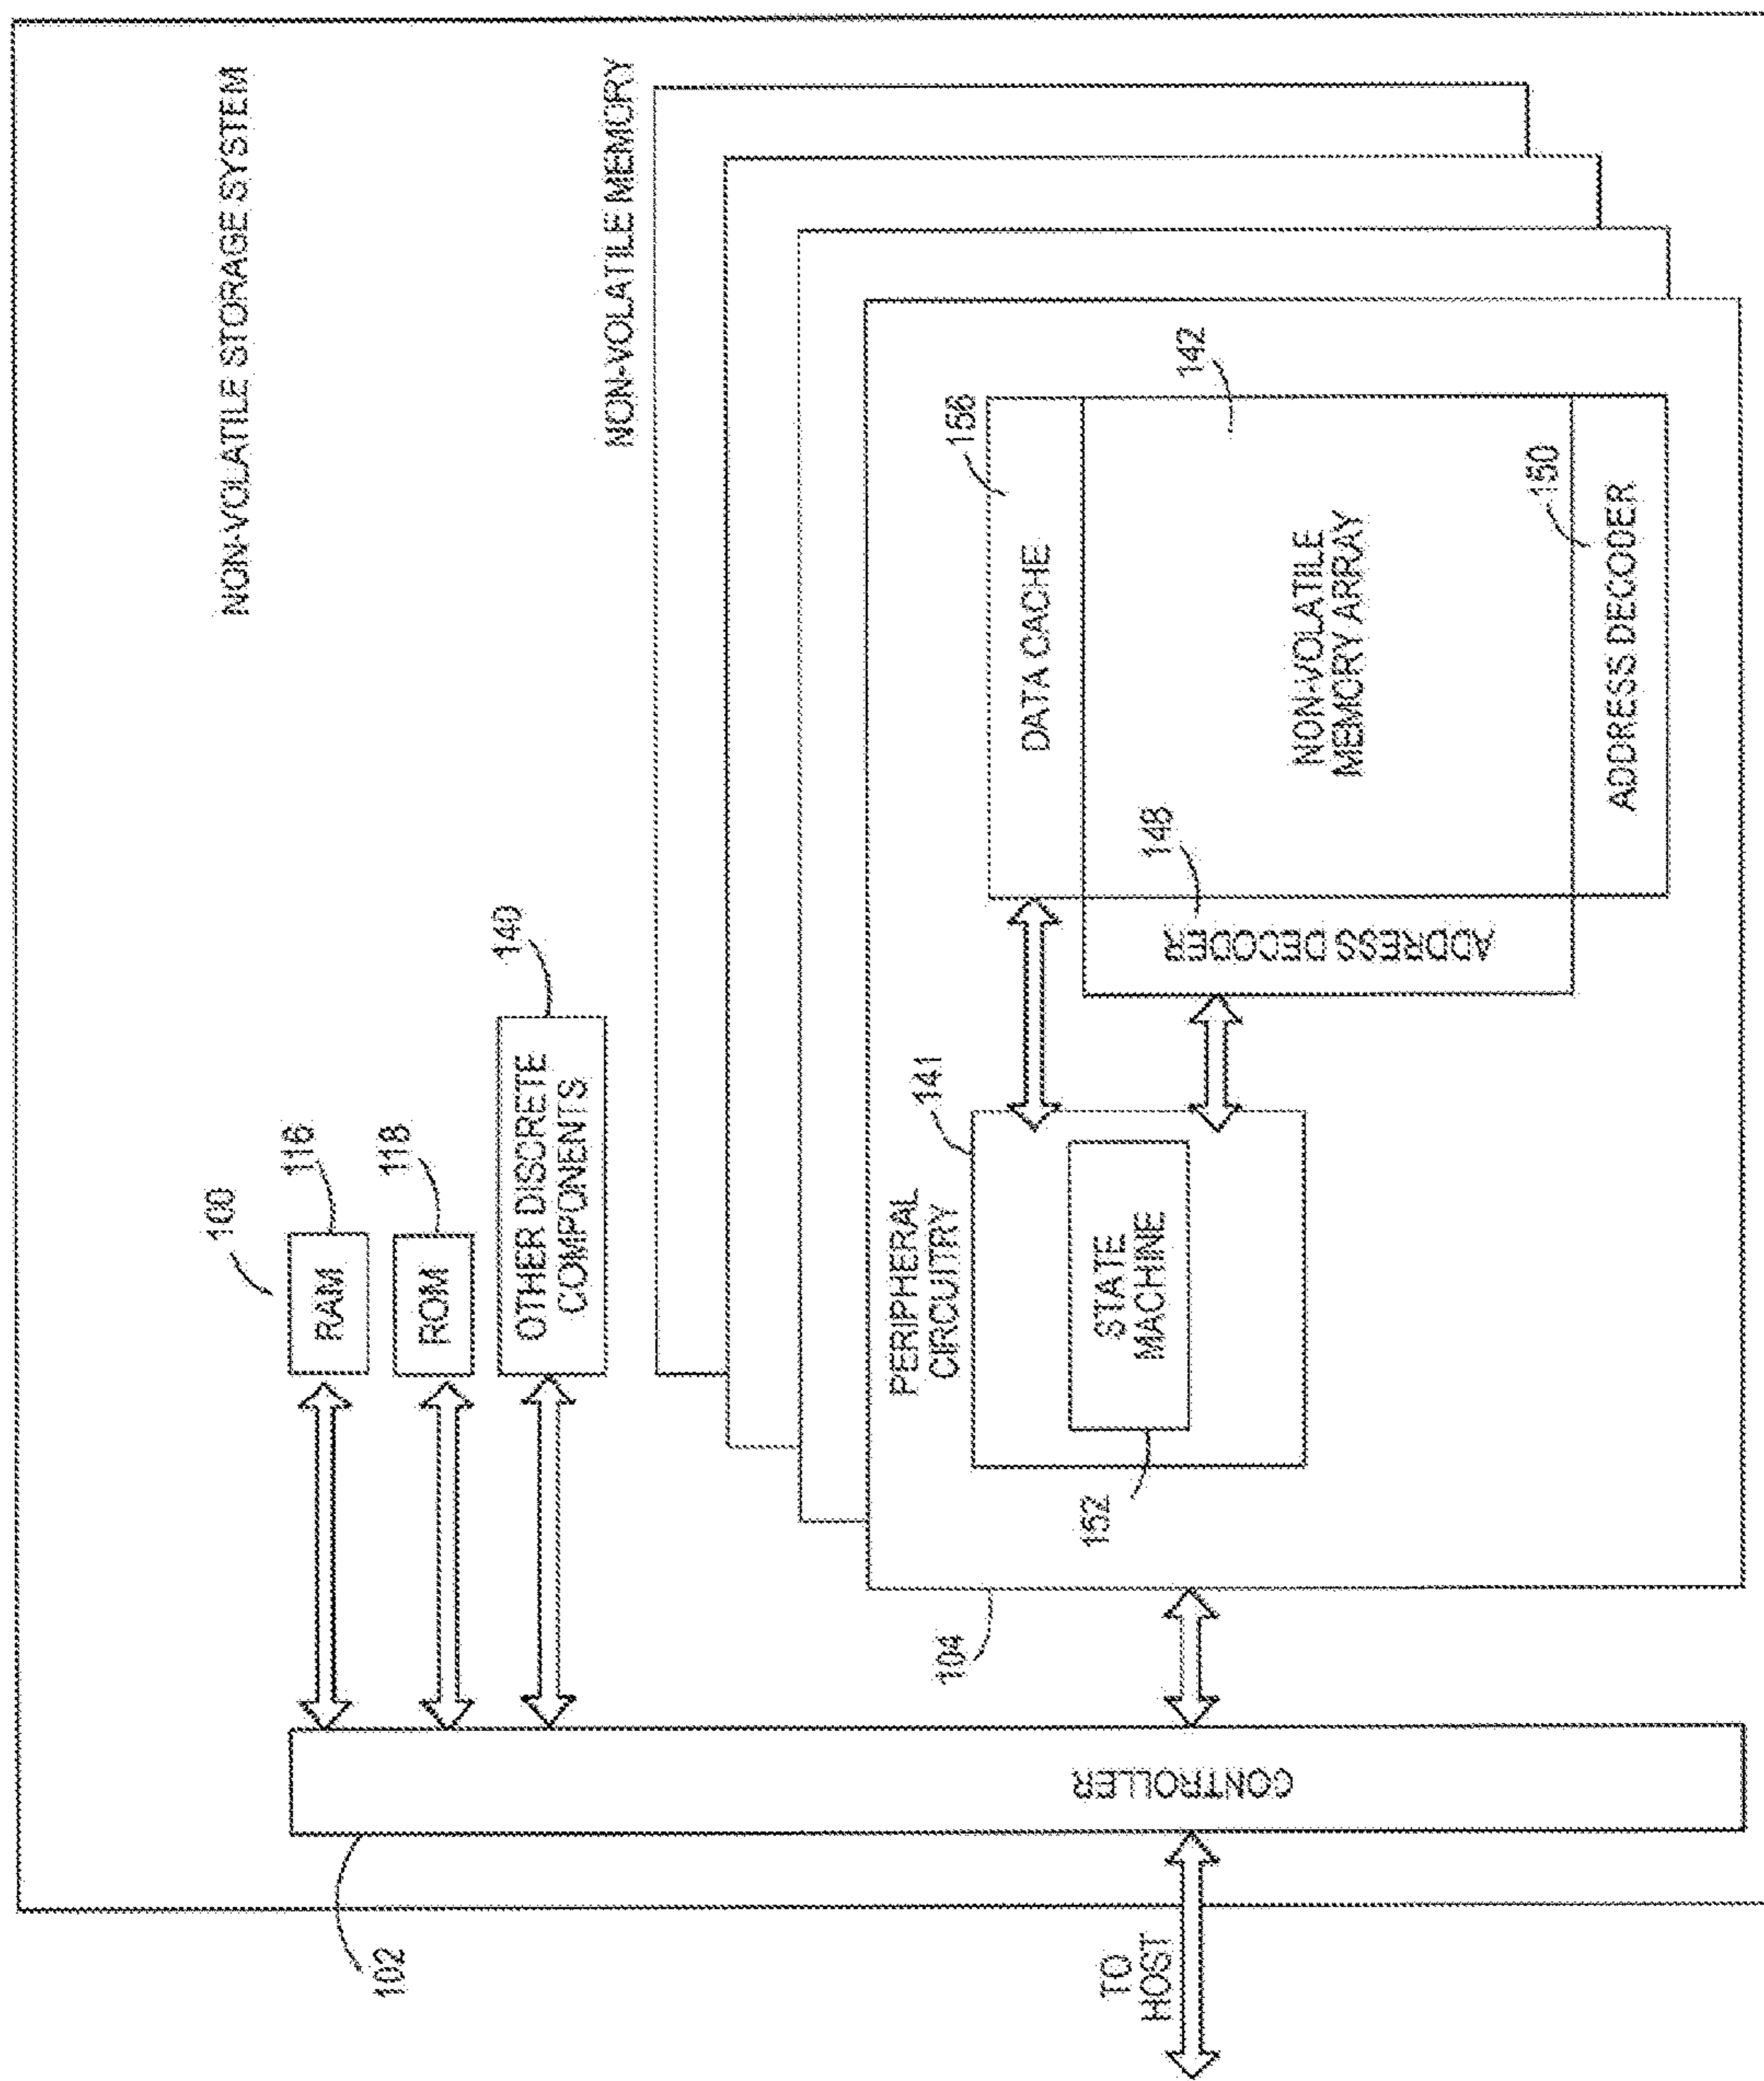 NON-VOLATILE STORAGE SYSTEM
100
RAM
116
ROM
118
OTHER DISCRETE
COMPONENTS
140
NON-VOLATILE MEMORY
102
CONTROLLER
TO
HOST
104
PERIPHERAL
CIRCUITRY
141
STATE
MACHINE
152
DATA CACHE
156
ADDRESS DECODER
148
NON-VOLATILE
MEMORY ARRAY
142
ADDRESS DECODER
150